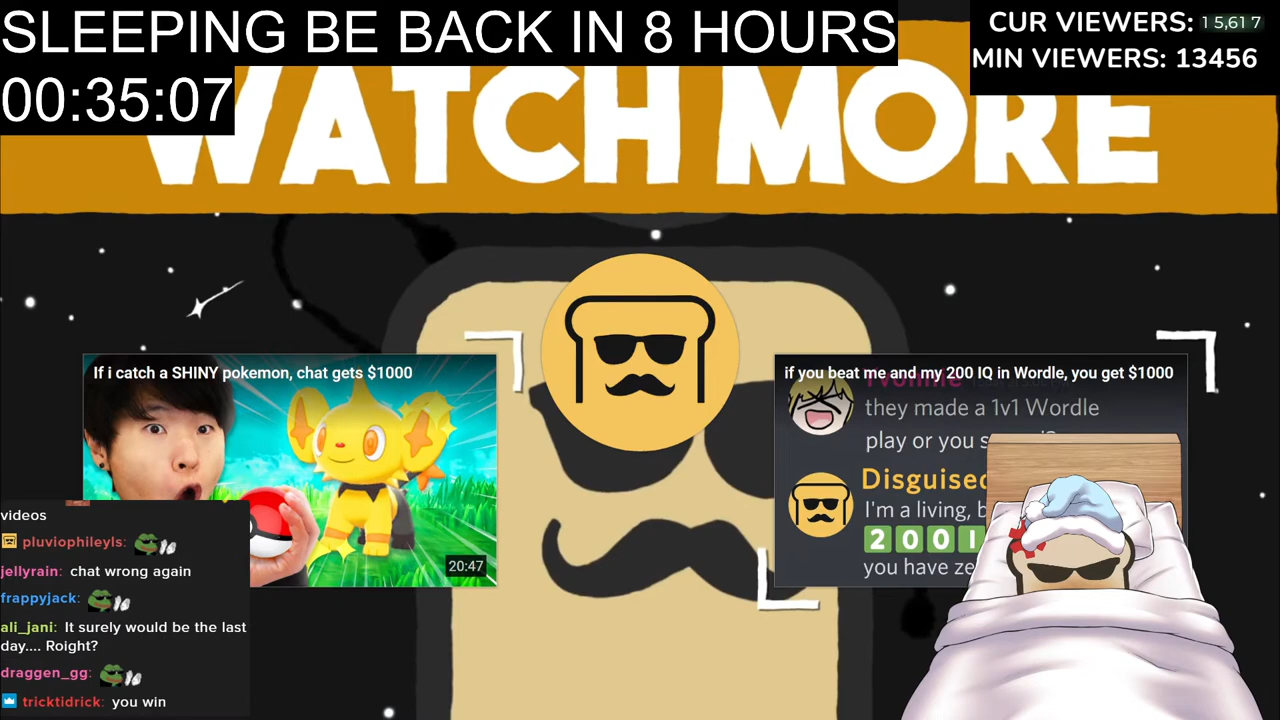 SLEEPING BE BACK IN 8 HOURS
00:35:07
CUR VIEWERS: 15,617
MIN VIEWERS: 13456
WATCH MORE
If i catch a SHINY pokemon, chat gets $1000
20:47
if you beat me and my 200 IQ in Wordle, you get $1000
they made a 1v1 Wordle
play or you
Disguised
I'm a living,
200I
you have
videos
pluviophileyls:
jellyrain: chat wrong again
frappyjack:
ali_jani: It surely would be the last
day.... Roight?
draggen_gg:
tricktidrick: you win